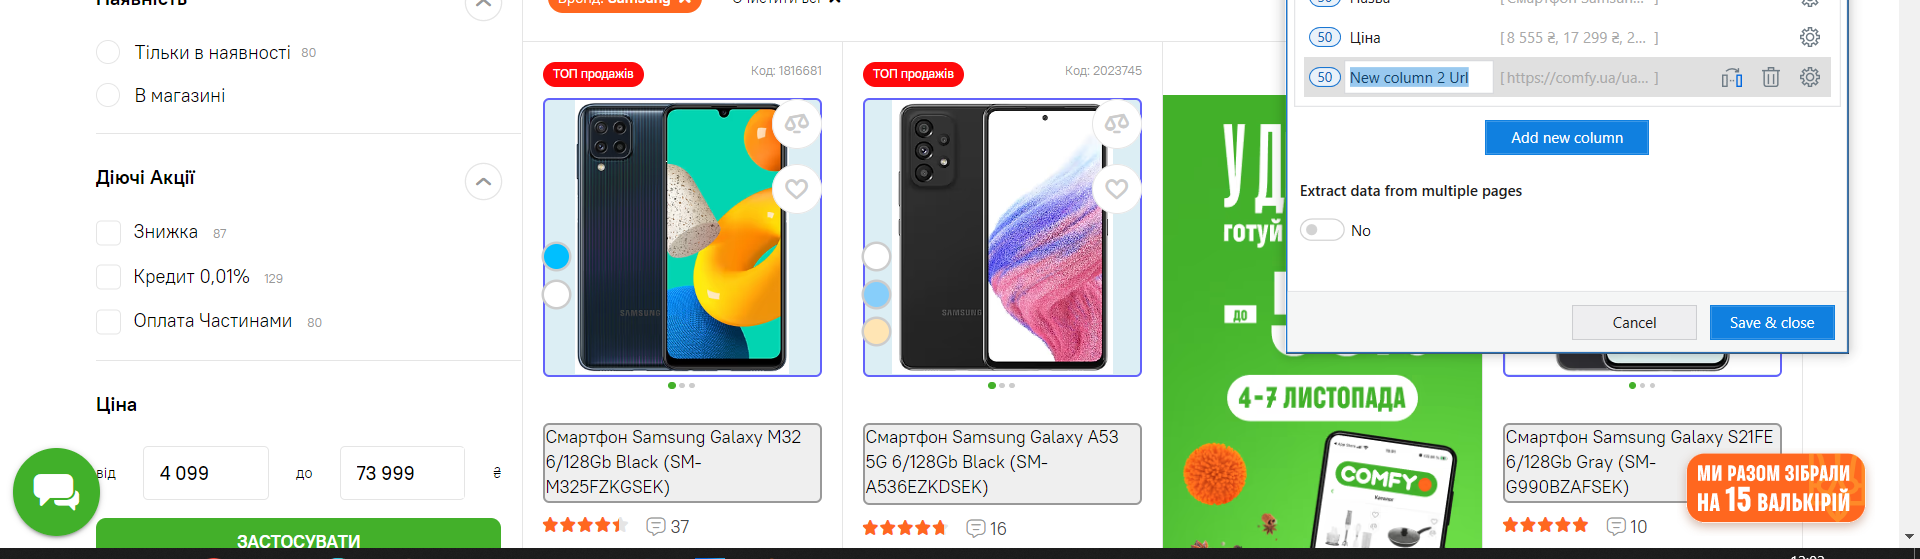 Наявність
Тільки в наявності 80
В магазині
Діючі Акції
Знижка 87
Кредит 0,01% 129
Оплата Частинами 80
Ціна
від 4 099 до 73 999 ₴
ЗАСТОСУВАТИ
Бренд: Samsung
Очистити всі
ТОП продажів
Код: 1816681
SAMSUNG
Смартфон Samsung Galaxy M32
6/128Gb Black (SM-
M325FZKGSEK)
37
ТОП продажів
Код: 2023745
SAMSUNG
Смартфон Samsung Galaxy A53
5G 6/128Gb Black (SM-
A536EZKDSEK)
16
УД
готуй
до
4-7 ЛИСТОПАДА
COMFY
Каталог
Смартфон Samsung Galaxy S21FE
6/128Gb Gray (SM-
G990BZAFSEK)
10
МИ РАЗОМ ЗІБРАЛИ
НА 15 ВАЛЬКІРІЙ
50 Назва [Смартфон Samsun... ]
50 Ціна [8 555 ₴, 17 299 ₴, 2... ]
50 New column 2 Url [https://comfy.ua/ua... ]
Add new column
Extract data from multiple pages
No
Cancel
Save & close